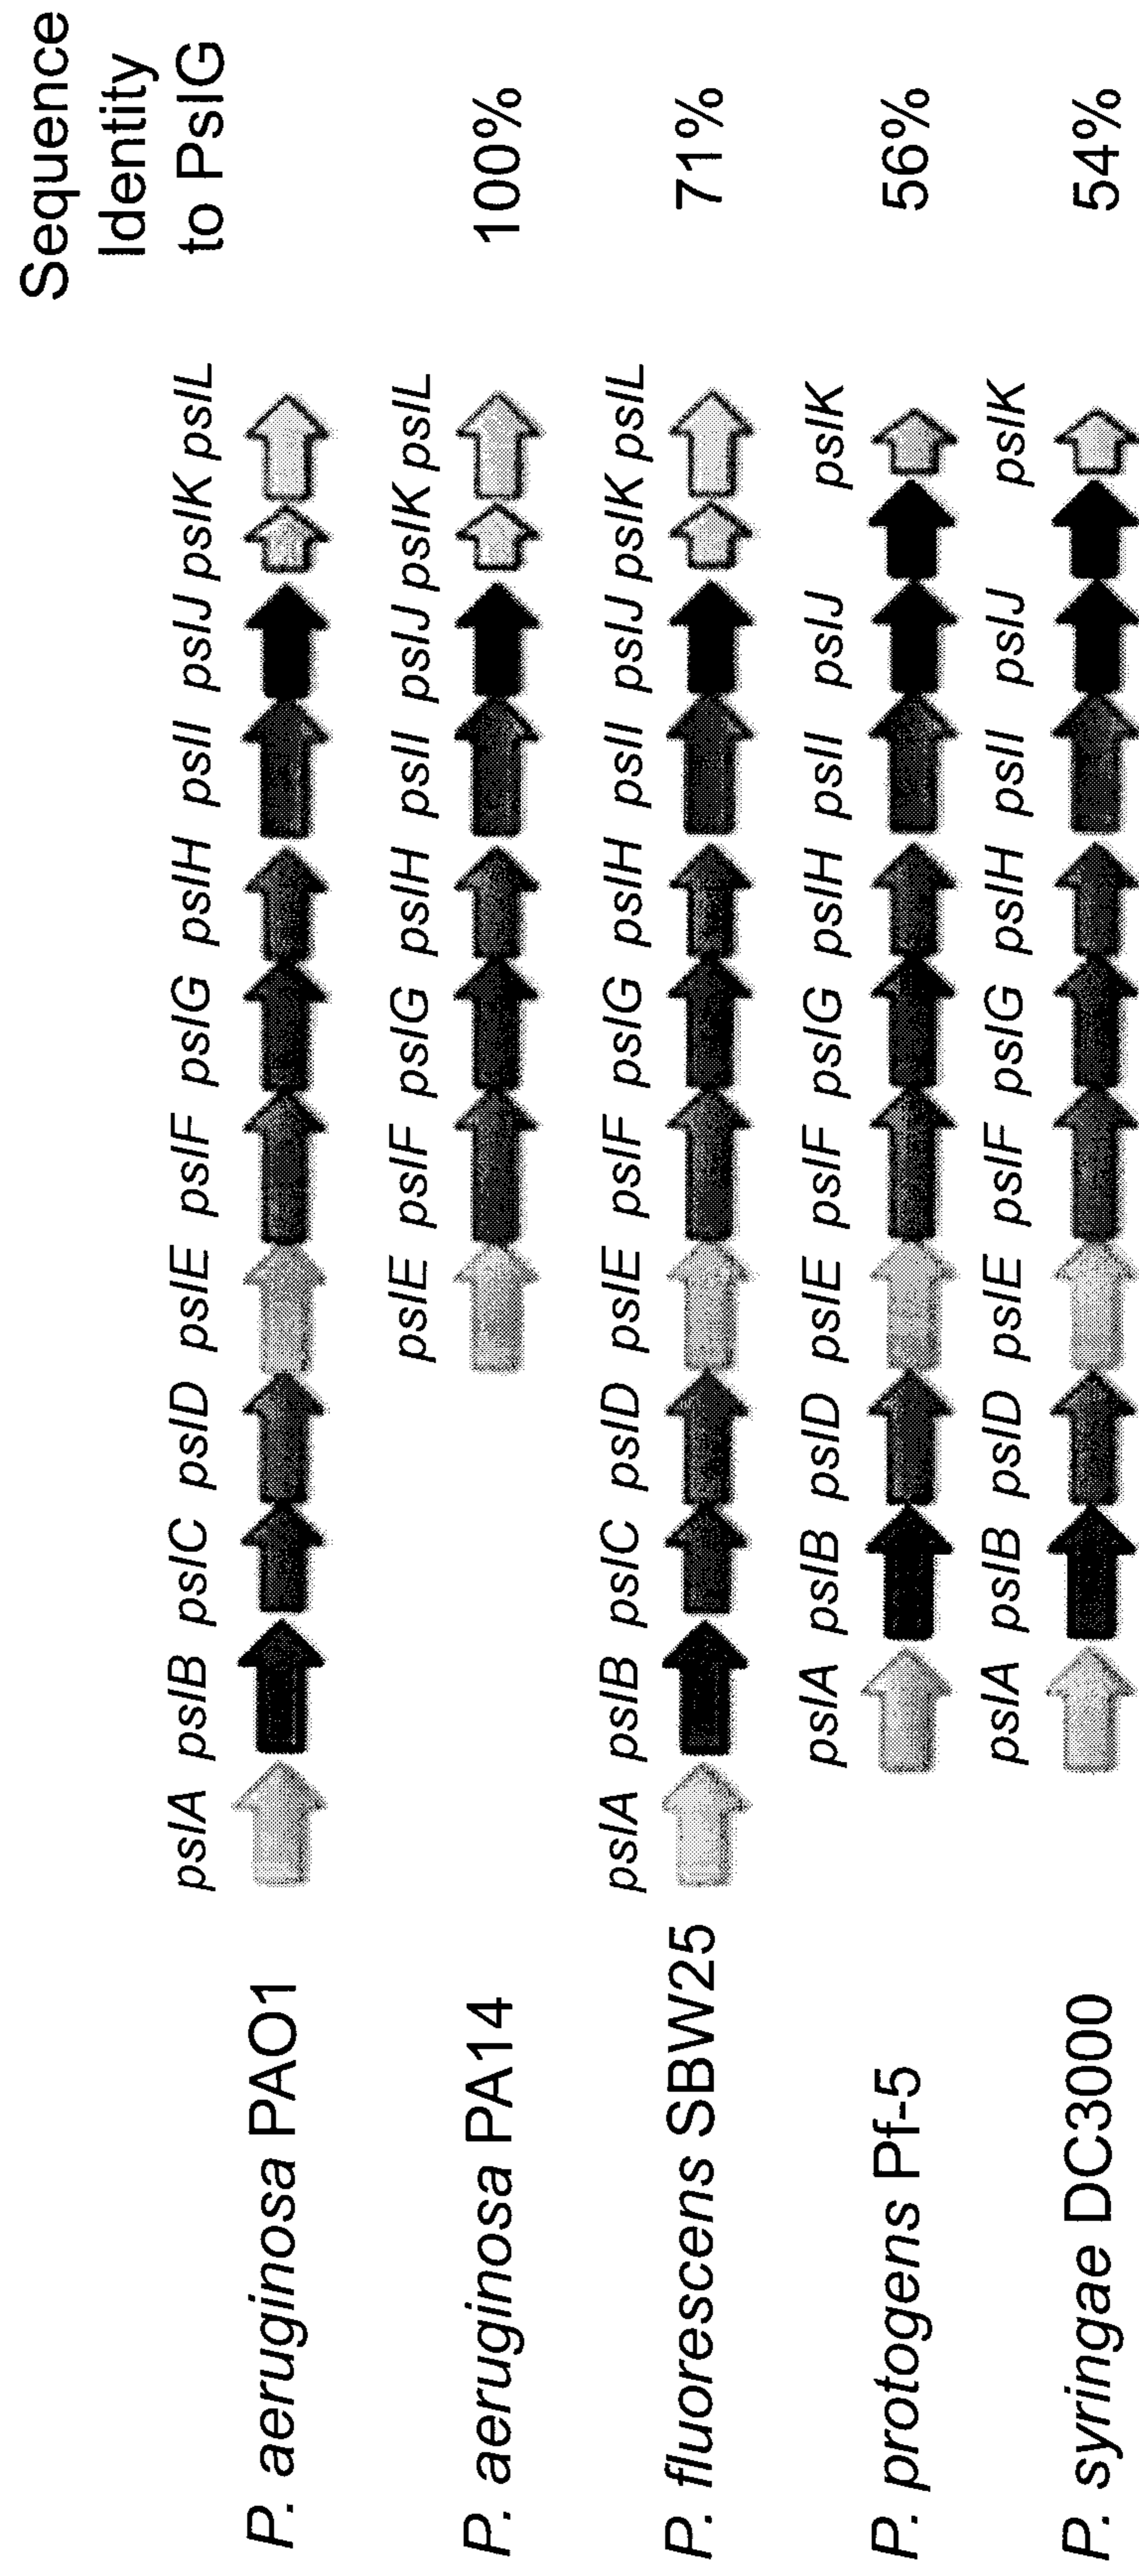 Sequence
Identity
to PslG
pslA pslB pslC pslD pslE pslF pslG pslH pslI pslJ pslK pslL
P. aeruginosa PAO1
pslE pslF pslG pslH pslI pslJ pslK pslL
P. aeruginosa PA14 100%
pslA pslB pslC pslD pslE pslF pslG pslH pslI pslJ pslK pslL
P. fluorescens SBW25 71%
pslA pslB pslD pslE pslF pslG pslH pslI pslJ pslK
P. protogens Pf-5 56%
pslA pslB pslD pslE pslF pslG pslH pslI pslJ pslK
P. syringae DC3000 54%